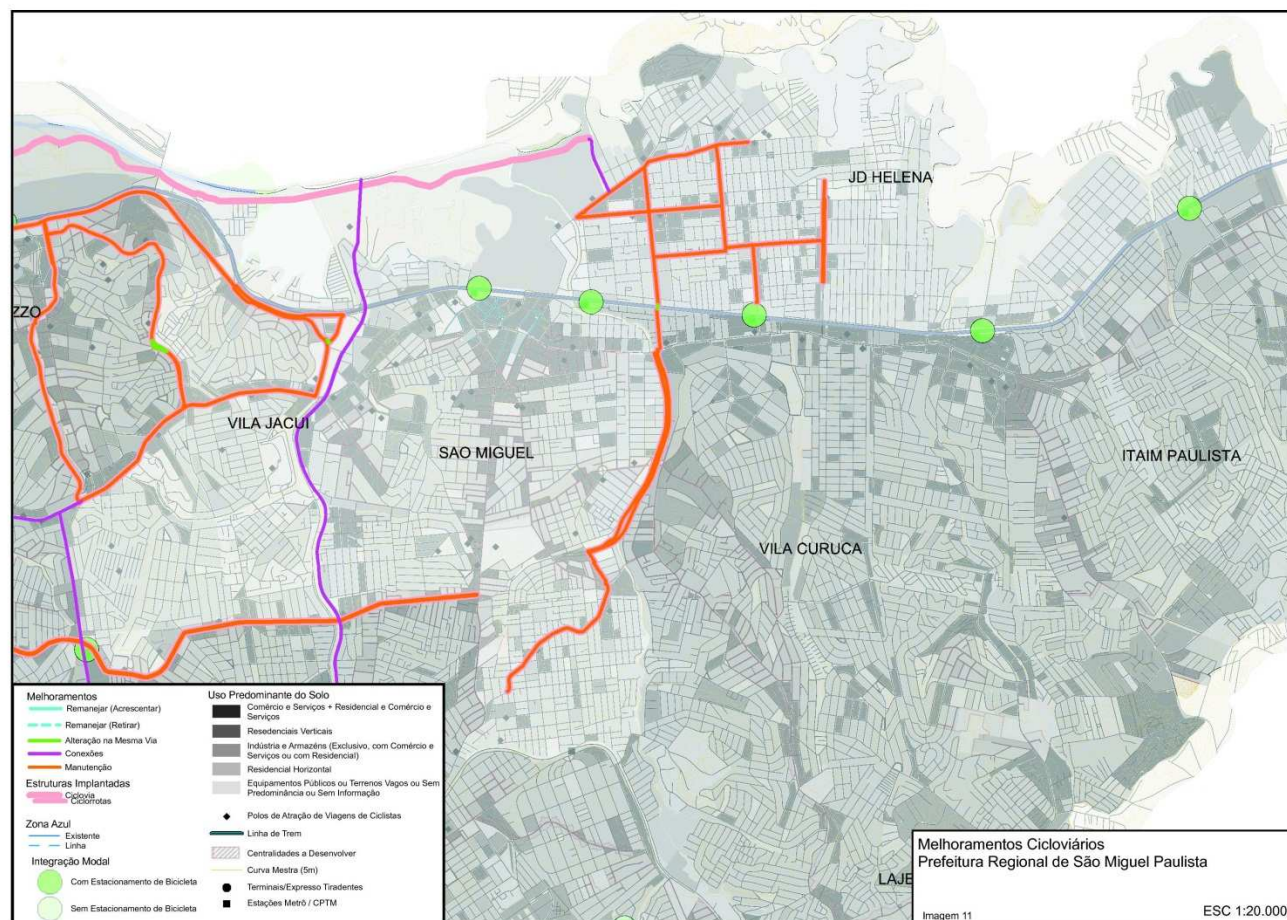 JD HELENA
ZZO
VILA JACUI
SAO MIGUEL
ITAIM PAULISTA
VILA CURUCA
LAJE
Melhoramentos
Remanejar (Acrescentar)
Remanejar (Retirar)
Alteração na Mesma Via
Conexões
Manutenção
Estruturas Implantadas
Ciclovia
Ciclorrotas
Zona Azul
Existente
Linha
Integração Modal
Com Estacionamento de Bicicleta
Sem Estacionamento de Bicicleta
Uso Predominante do Solo
Comércio e Serviços + Residencial e Comércio e
Serviços
Resedenciais Verticais
Indústria e Armazéns (Exclusivo, com Comércio e
Serviços ou com Residencial)
Residencial Horizontal
Equipamentos Públicos ou Terrenos Vagos ou Sem
Predominância ou Sem Informação
Polos de Atração de Viagens de Ciclistas
Linha de Trem
Centralidades a Desenvolver
Curva Mestra (5m)
Terminais/Expresso Tiradentes
Estações Metrô / CPTM
Melhoramentos Cicloviários
Prefeitura Regional de São Miguel Paulista
Imagem 11
ESC 1:20.000